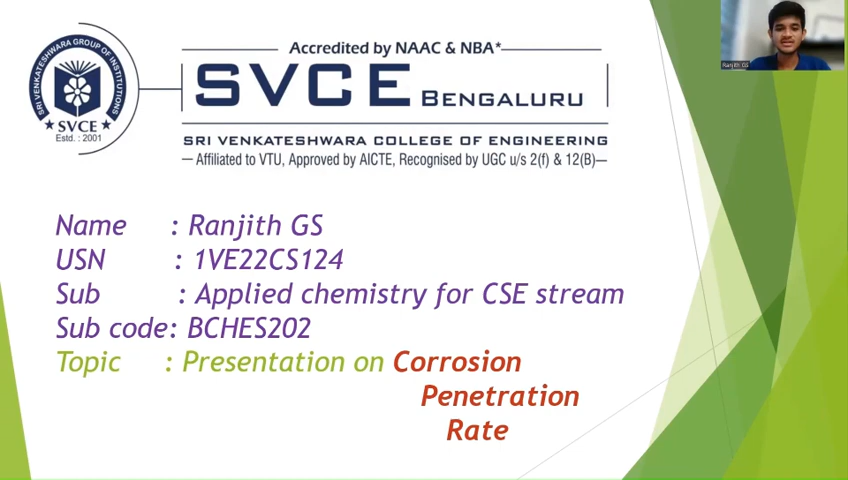 Accredited by NAAC & NBA*
SRI VENKATESHWARA GROUP OF INSTITUTIONS
SVCE
Estd. : 2001
SVCE BENGALURU
SRI VENKATESHWARA COLLEGE OF ENGINEERING
Affiliated to VTU, Approved by AICTE, Recognised by UGC u/s 2(f) & 12(B)
Ranjith GS
Name : Ranjith GS
USN : 1VE22CS124
Sub : Applied chemistry for CSE stream
Sub code: BCHES202
Topic : Presentation on Corrosion
Penetration
Rate